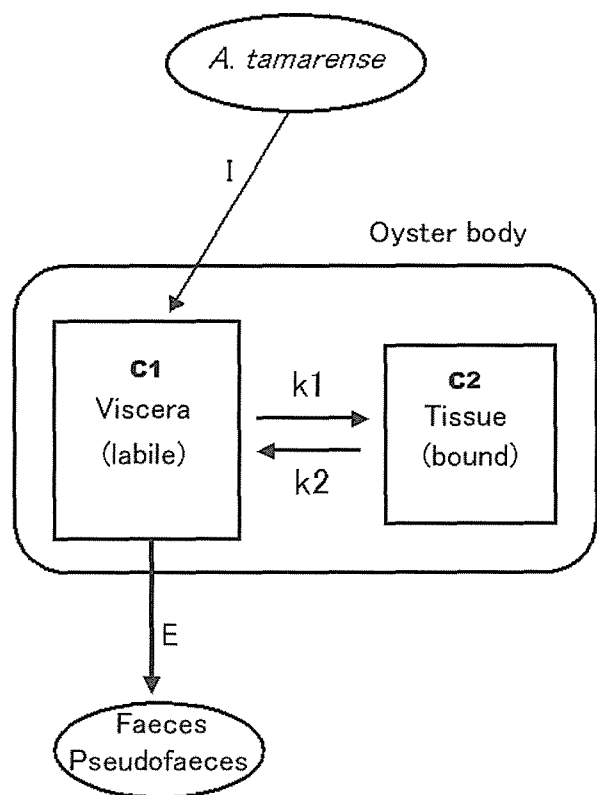 A. tamarense
I
Oyster body
C1
Viscera
(labile)
k1
k2
C2
Tissue
(bound)
E
Faeces
Pseudofaeces